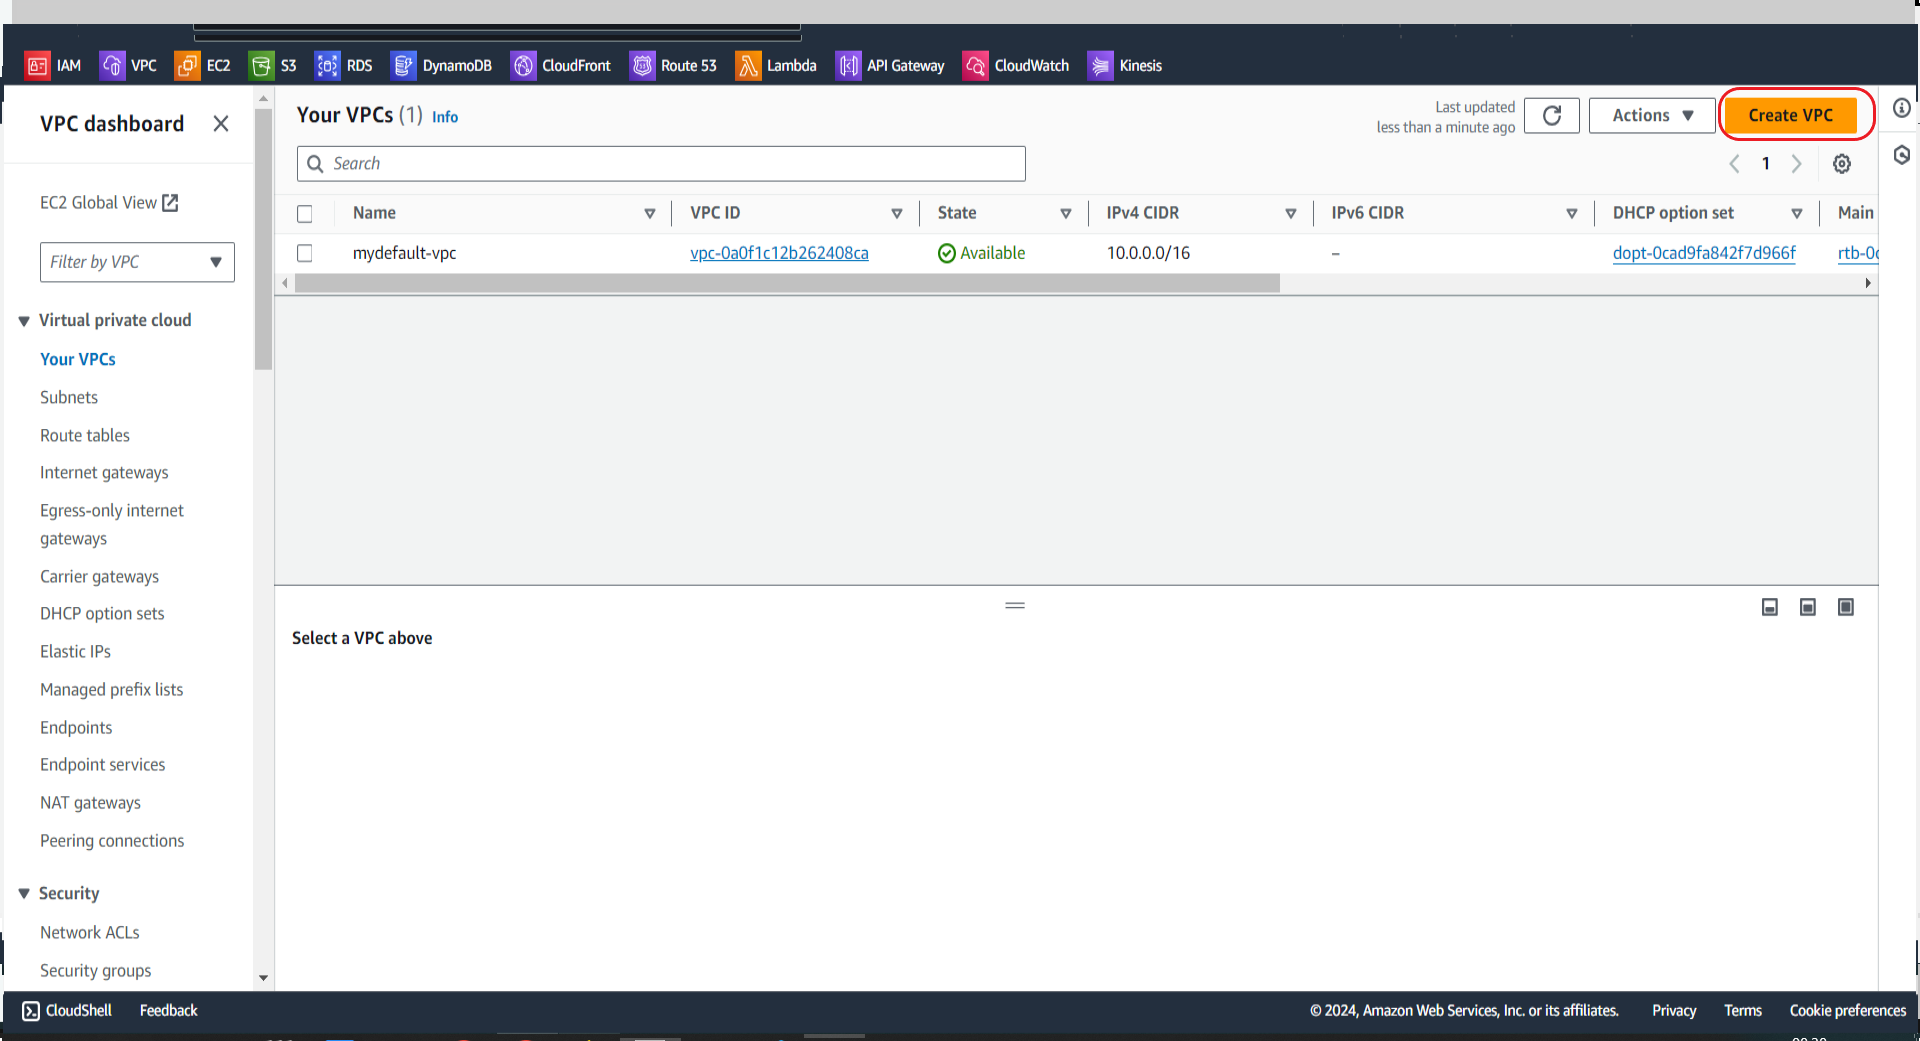 IAM VPC EC2 S3 RDS DynamoDB CloudFront Route 53 Lambda API Gateway CloudWatch Kinesis
VPC dashboard
EC2 Global View
Filter by VPC
Virtual private cloud
Your VPCs
Subnets
Route tables
Internet gateways
Egress-only internet
gateways
Carrier gateways
DHCP option sets
Elastic IPs
Managed prefix lists
Endpoints
Endpoint services
NAT gateways
Peering connections
Security
Network ACLs
Security groups
Your VPCs (1) Info
Last updated
less than a minute ago
Actions
Create VPC
Search
1
Name VPC ID State IPv4 CIDR IPv6 CIDR DHCP option set Main
mydefault-vpc vpc-0a0f1c12b262408ca Available 10.0.0.0/16 – dopt-0cad9fa842f7d966f rtb-0
Select a VPC above
CloudShell Feedback © 2024, Amazon Web Services, Inc. or its affiliates. Privacy Terms Cookie preferences